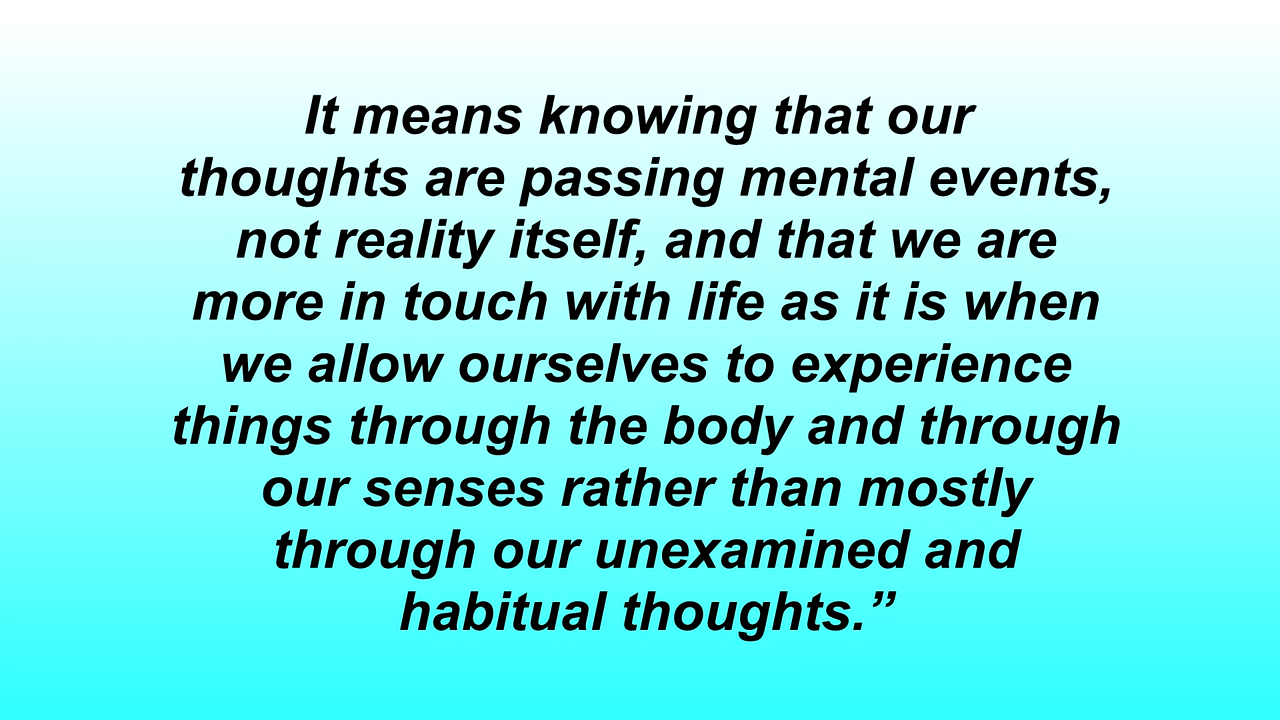 It means knowing that our
thoughts are passing mental events,
not reality itself, and that we are
more in touch with life as it is when
we allow ourselves to experience
things through the body and through
our senses rather than mostly
through our unexamined and
habitual thoughts.”